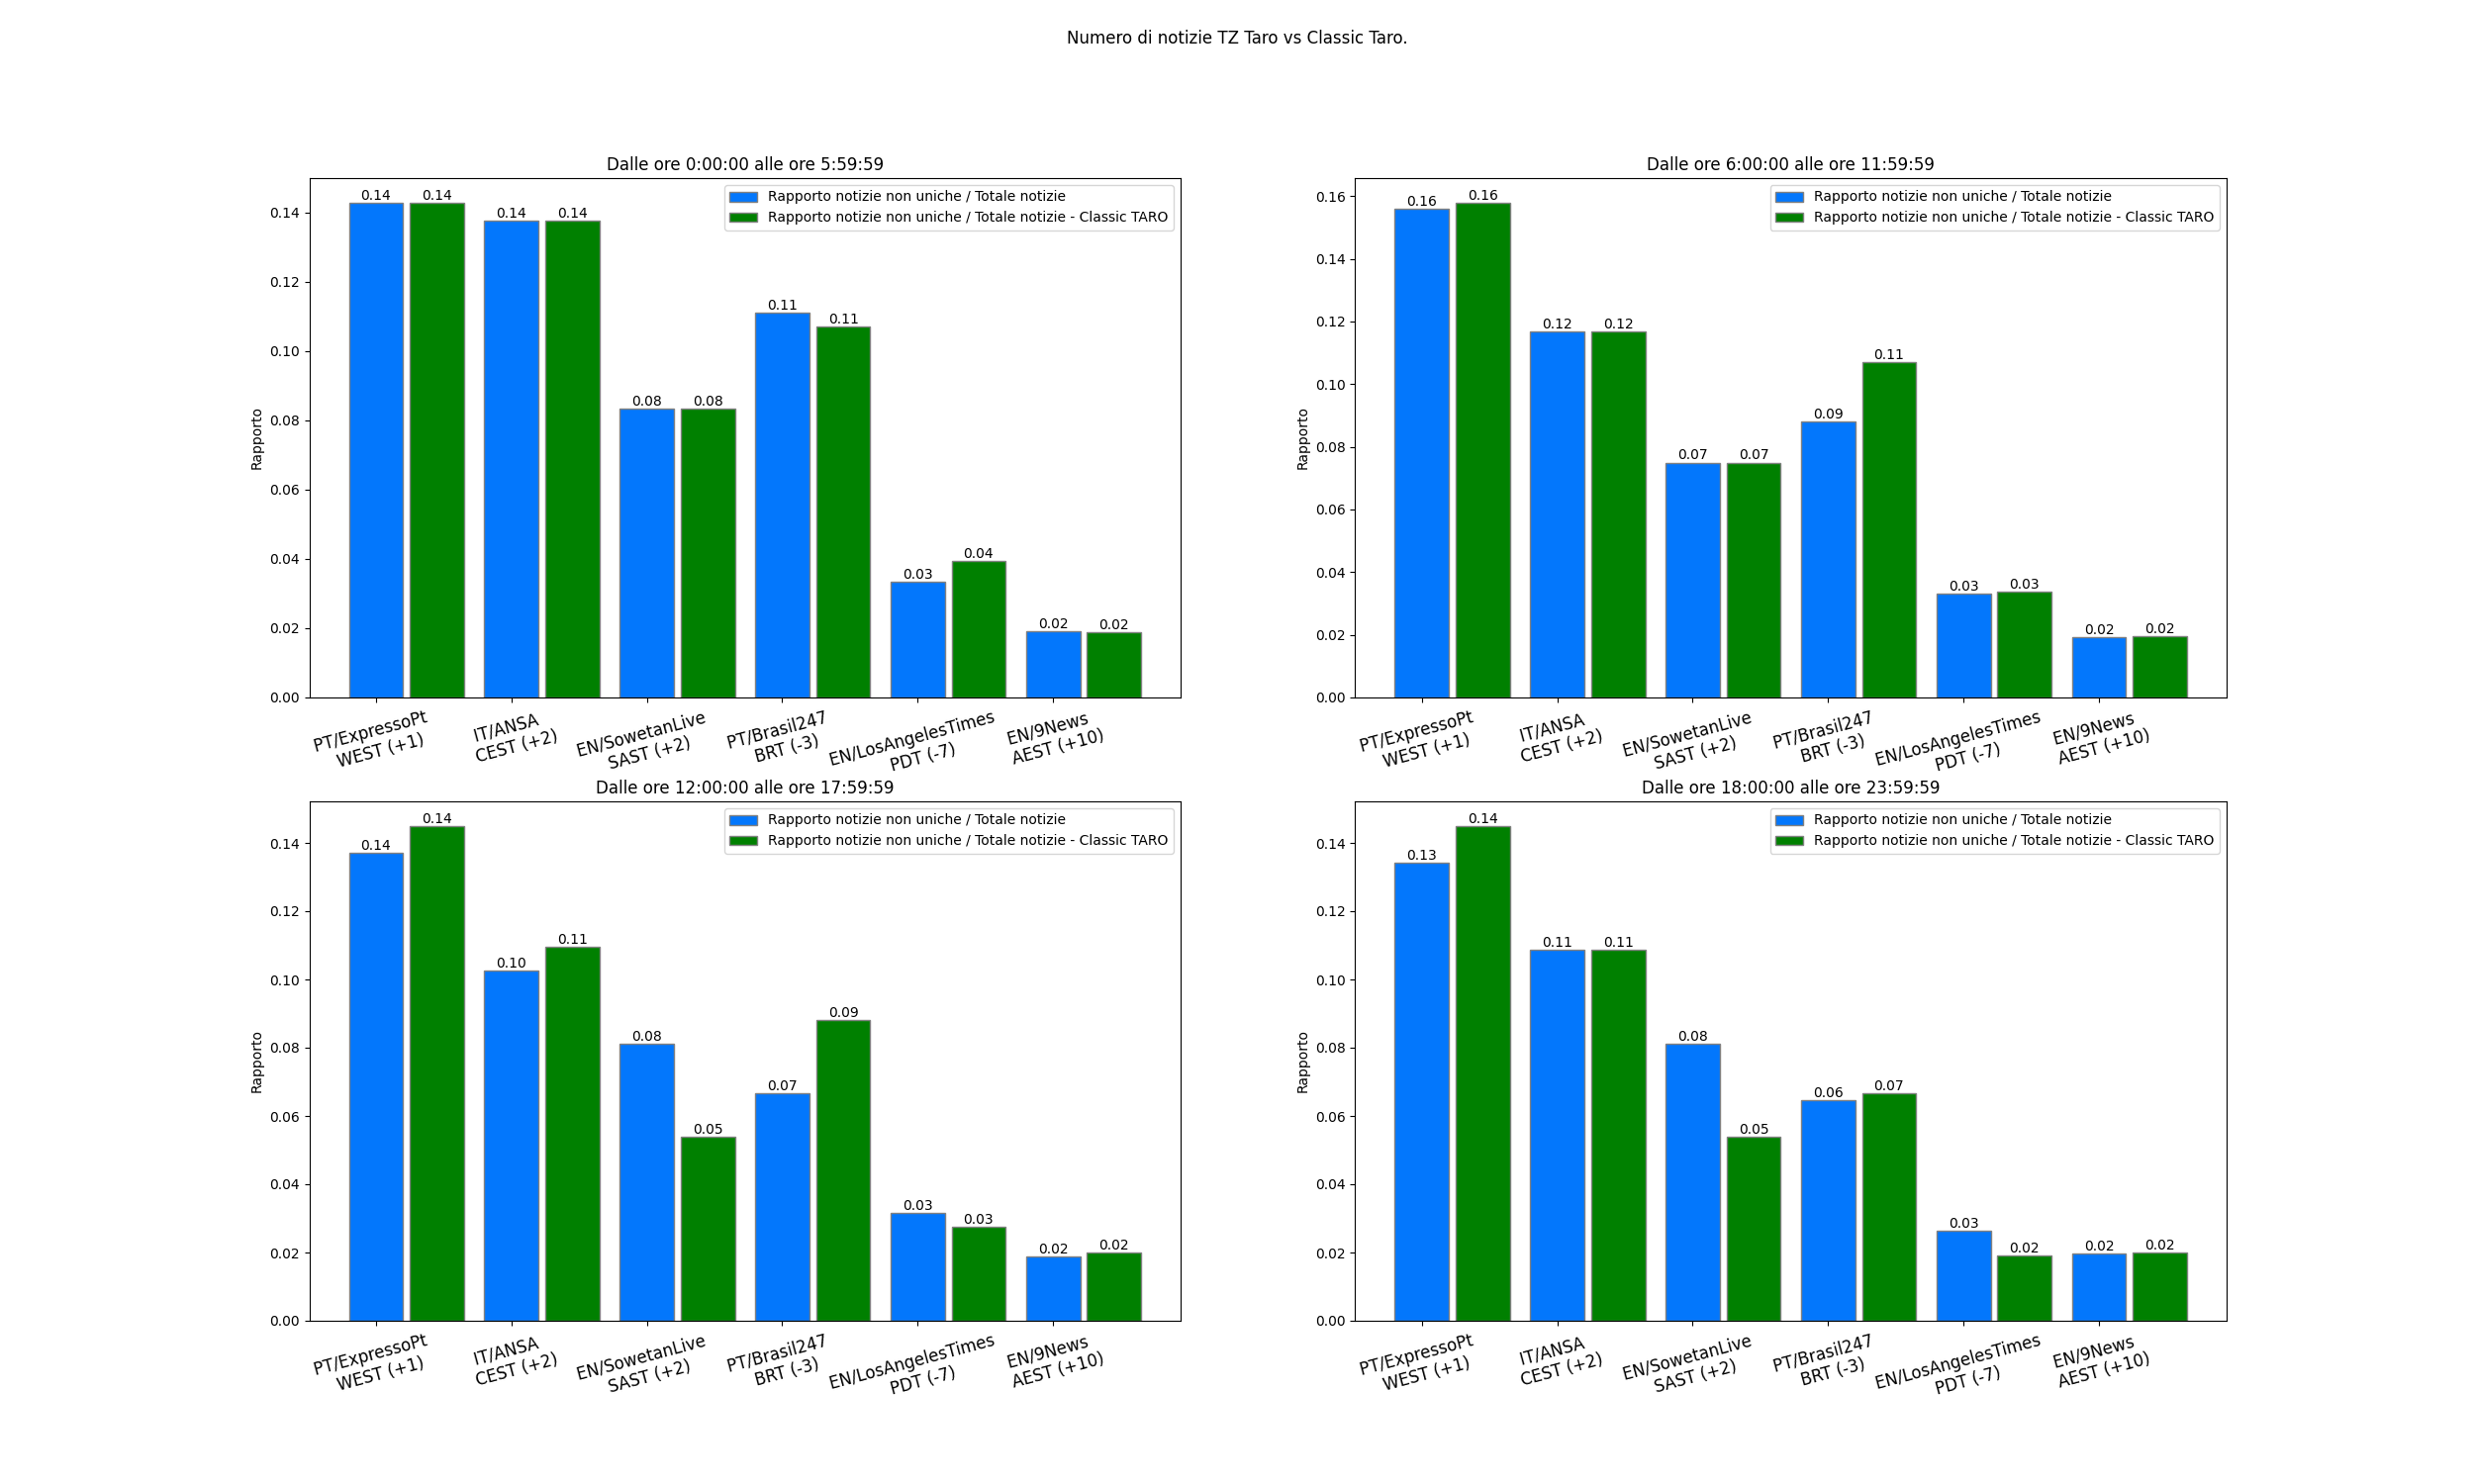 Numero di notizie TZ Taro vs Classic Taro.
Dalle ore 0:00:00 alle ore 5:59:59
Rapporto notizie non uniche / Totale notizie
Rapporto notizie non uniche / Totale notizie - Classic TARO
Rapporto
0.14
0.12
0.10
0.08
0.06
0.04
0.02
0.00
0.14
0.14
0.14
0.14
0.08
0.08
0.11
0.11
0.03
0.04
0.02
0.02
PT/ExpressoPt
WEST (+1)
IT/ANSA
CEST (+2)
EN/SowetanLive
SAST (+2)
PT/Brasil247
BRT (-3)
EN/LosAngelesTimes
PDT (-7)
EN/9News
AEST (+10)
Dalle ore 6:00:00 alle ore 11:59:59
Rapporto notizie non uniche / Totale notizie
Rapporto notizie non uniche / Totale notizie - Classic TARO
Rapporto
0.16
0.14
0.12
0.10
0.08
0.06
0.04
0.02
0.00
0.16
0.16
0.12
0.12
0.07
0.07
0.09
0.11
0.03
0.03
0.02
0.02
PT/ExpressoPt
WEST (+1)
IT/ANSA
CEST (+2)
EN/SowetanLive
SAST (+2)
PT/Brasil247
BRT (-3)
EN/LosAngelesTimes
PDT (-7)
EN/9News
AEST (+10)
Dalle ore 12:00:00 alle ore 17:59:59
Rapporto notizie non uniche / Totale notizie
Rapporto notizie non uniche / Totale notizie - Classic TARO
Rapporto
0.14
0.12
0.10
0.08
0.06
0.04
0.02
0.00
0.14
0.14
0.10
0.11
0.08
0.05
0.07
0.09
0.03
0.03
0.02
0.02
PT/ExpressoPt
WEST (+1)
IT/ANSA
CEST (+2)
EN/SowetanLive
SAST (+2)
PT/Brasil247
BRT (-3)
EN/LosAngelesTimes
PDT (-7)
EN/9News
AEST (+10)
Dalle ore 18:00:00 alle ore 23:59:59
Rapporto notizie non uniche / Totale notizie
Rapporto notizie non uniche / Totale notizie - Classic TARO
Rapporto
0.14
0.12
0.10
0.08
0.06
0.04
0.02
0.00
0.13
0.14
0.11
0.11
0.08
0.05
0.06
0.07
0.03
0.02
0.02
0.02
PT/ExpressoPt
WEST (+1)
IT/ANSA
CEST (+2)
EN/SowetanLive
SAST (+2)
PT/Brasil247
BRT (-3)
EN/LosAngelesTimes
PDT (-7)
EN/9News
AEST (+10)